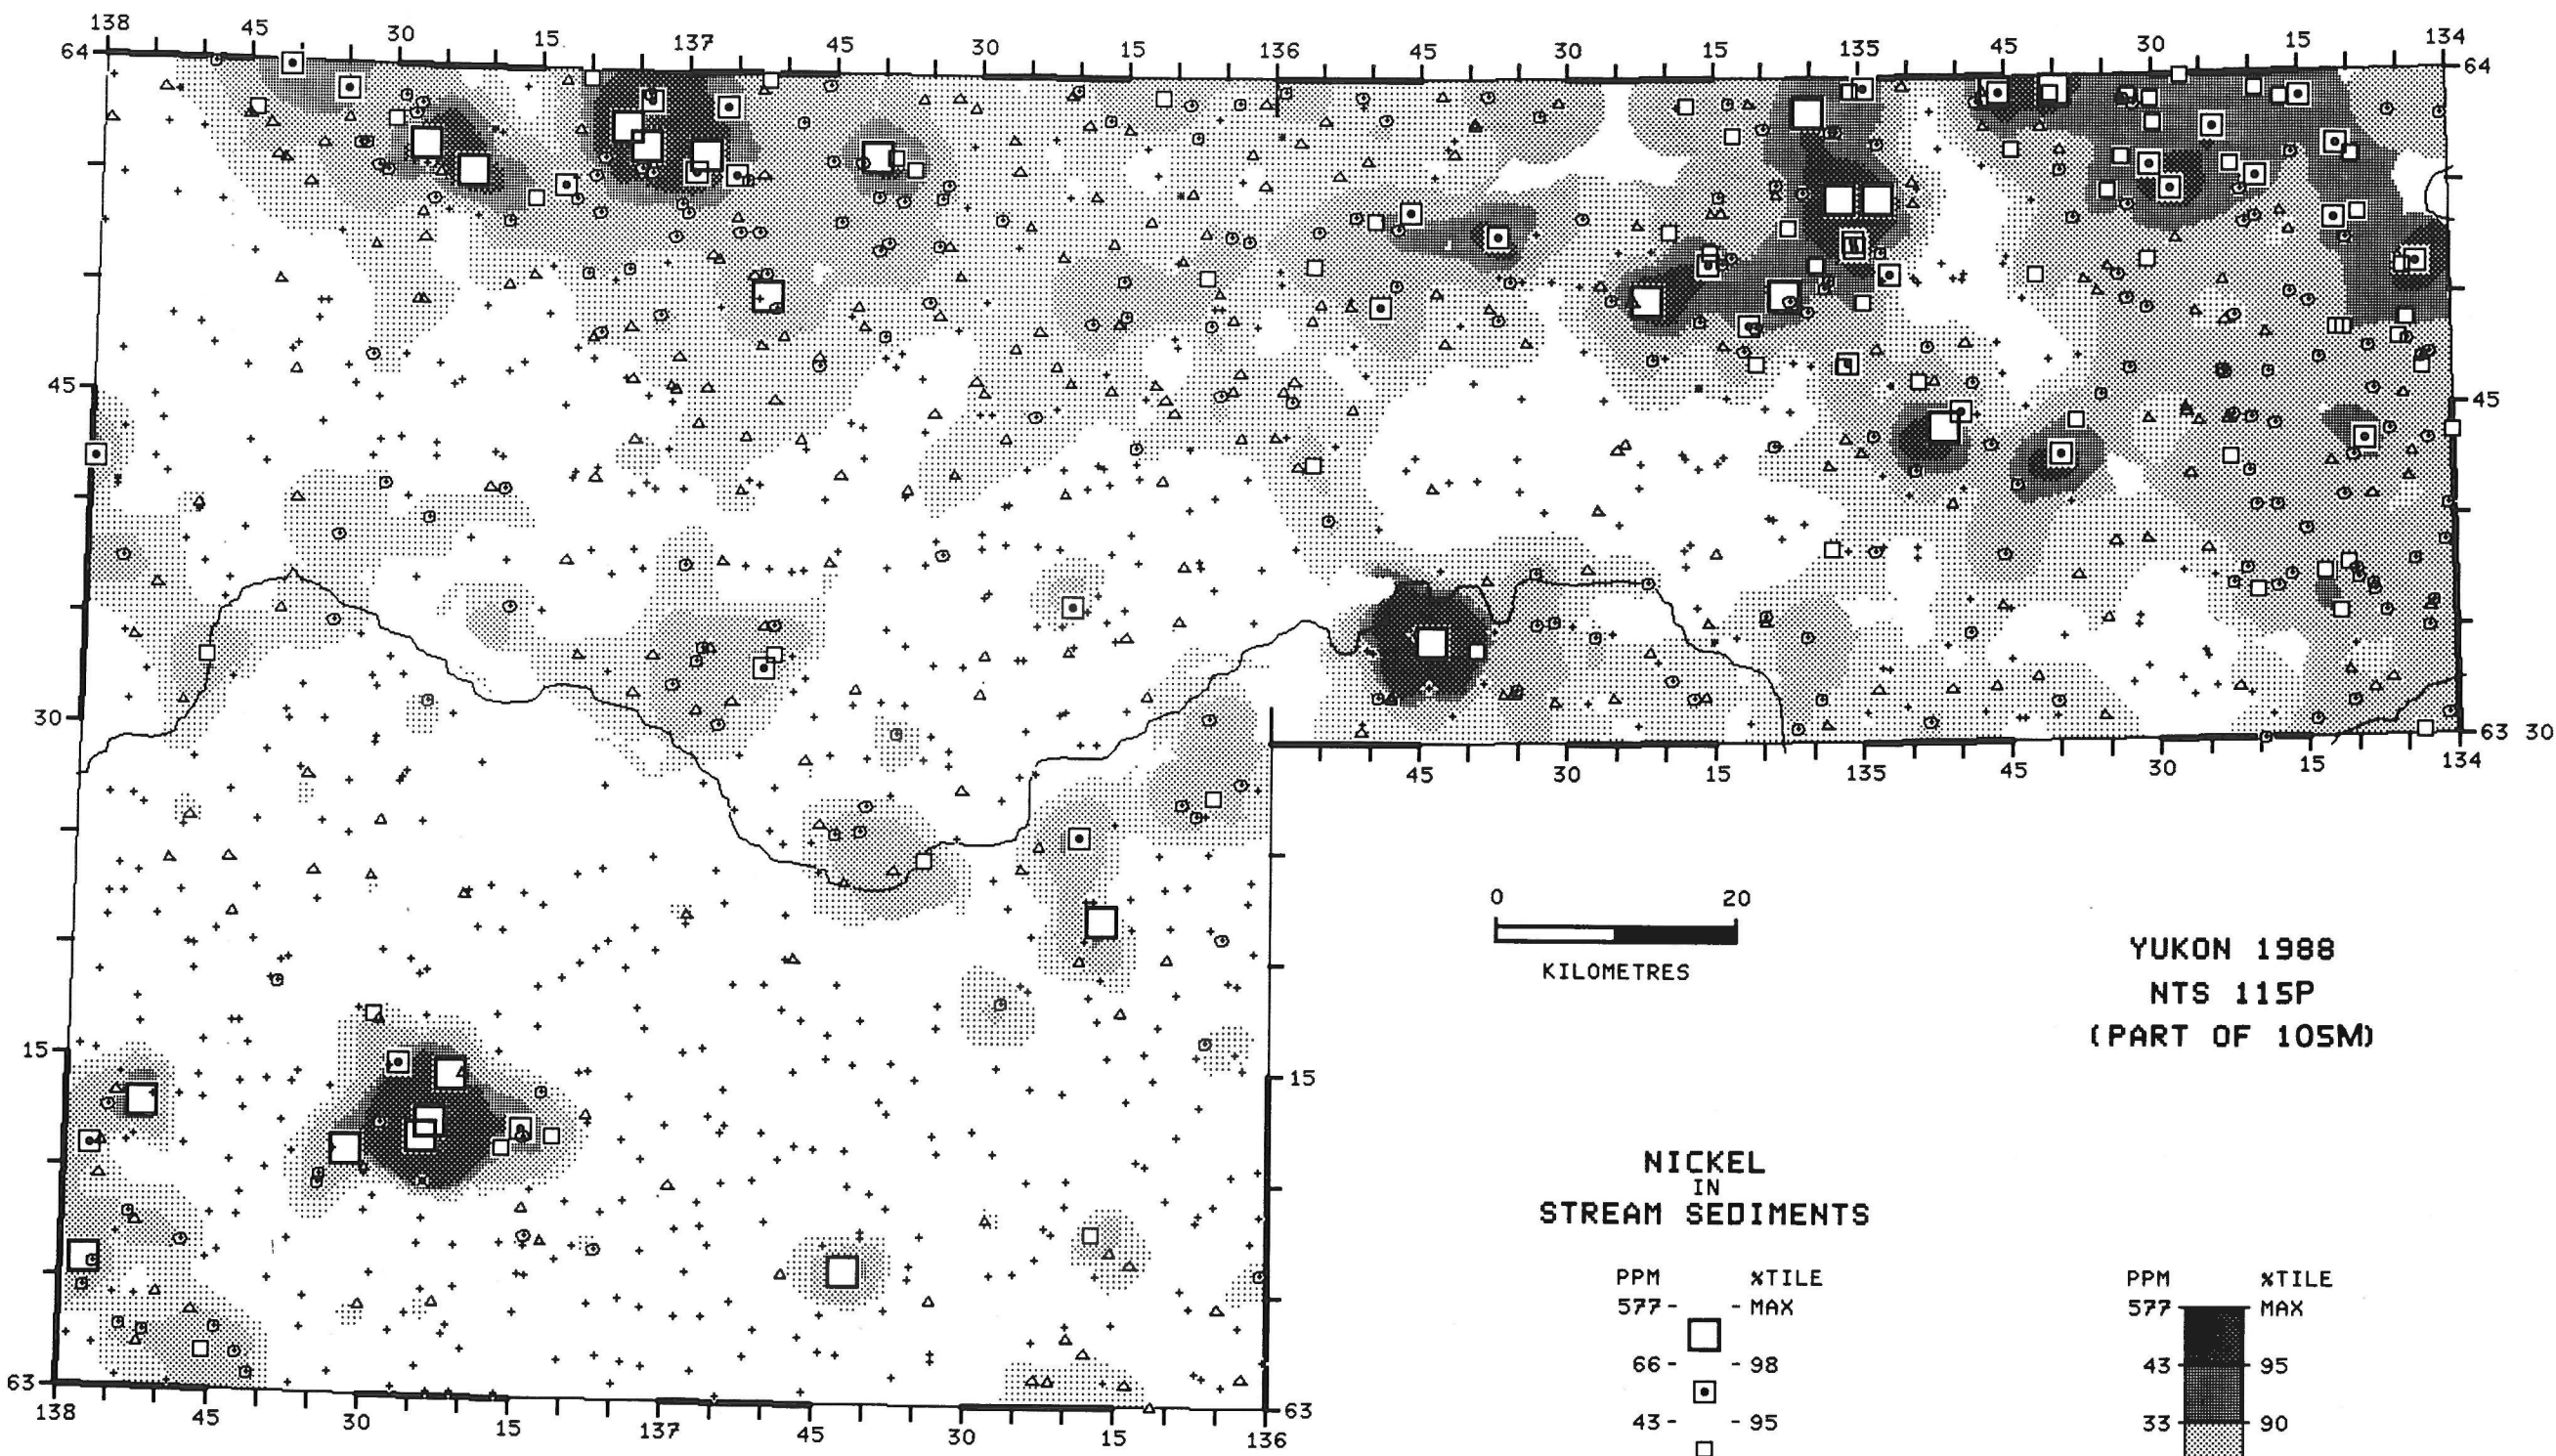 138 45 30 15 137 45 30 15 136 45 30 15 135 45 30 15 134
64 64
45 45
30 63 30
45 30 15 135 45 30 15 134
0 20
KILOMETRES
YUKON 1988
NTS 115P
(PART OF 105M)
15 15
NICKEL
IN
STREAM SEDIMENTS
PPM %TILE PPM %TILE
577- - MAX 577 MAX
66- - 98 43 95
43- - 95 33 90
63 63
138 45 30 15 137 45 30 15 136